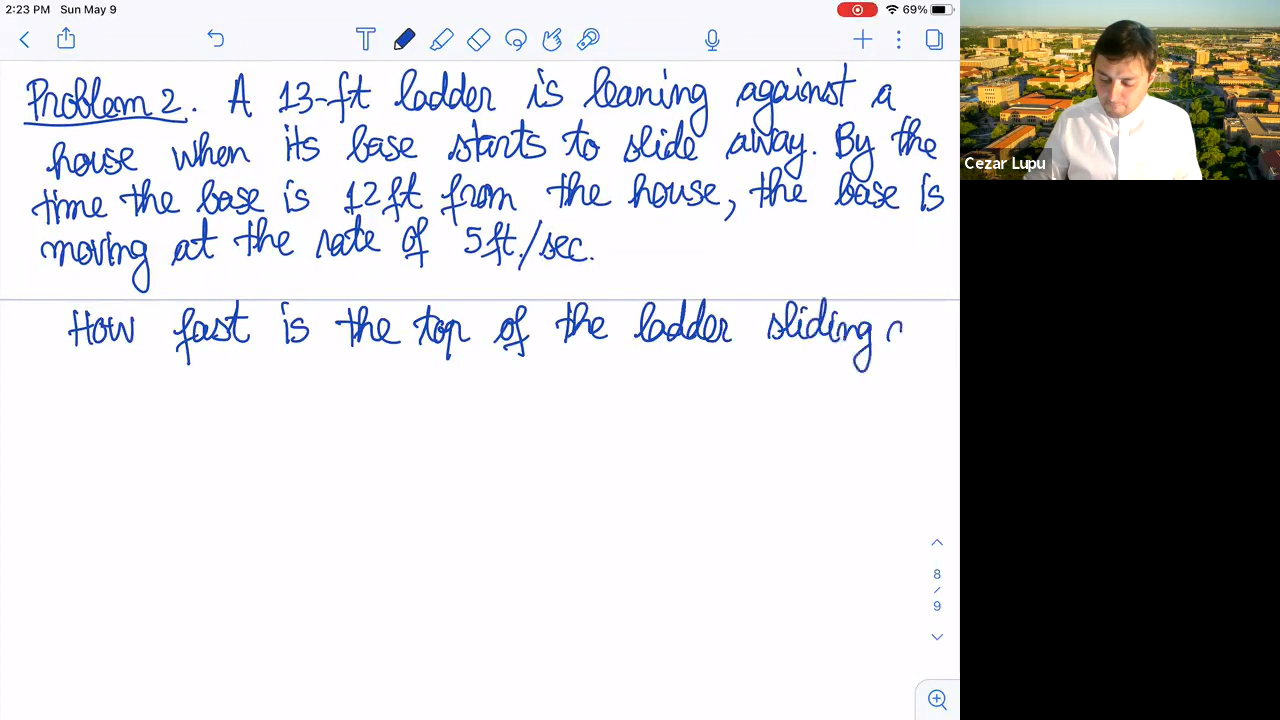 2:23 PM Sun May 9
69%
Problem 2. A 13-ft ladder is leaning against a
house when its base starts to slide away. By the
time the base is 12 ft from the house, the base is
moving at the rate of 5 ft./sec.
How fast is the top of the ladder sliding
Cezar Lupu
8
/
9